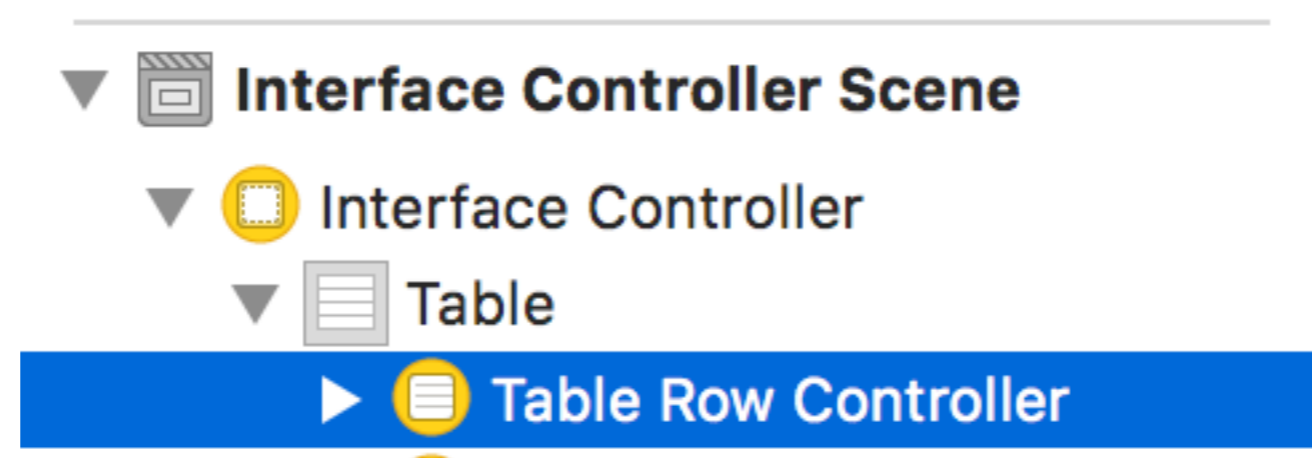 Interface Controller Scene
Interface Controller
Table
Table Row Controller